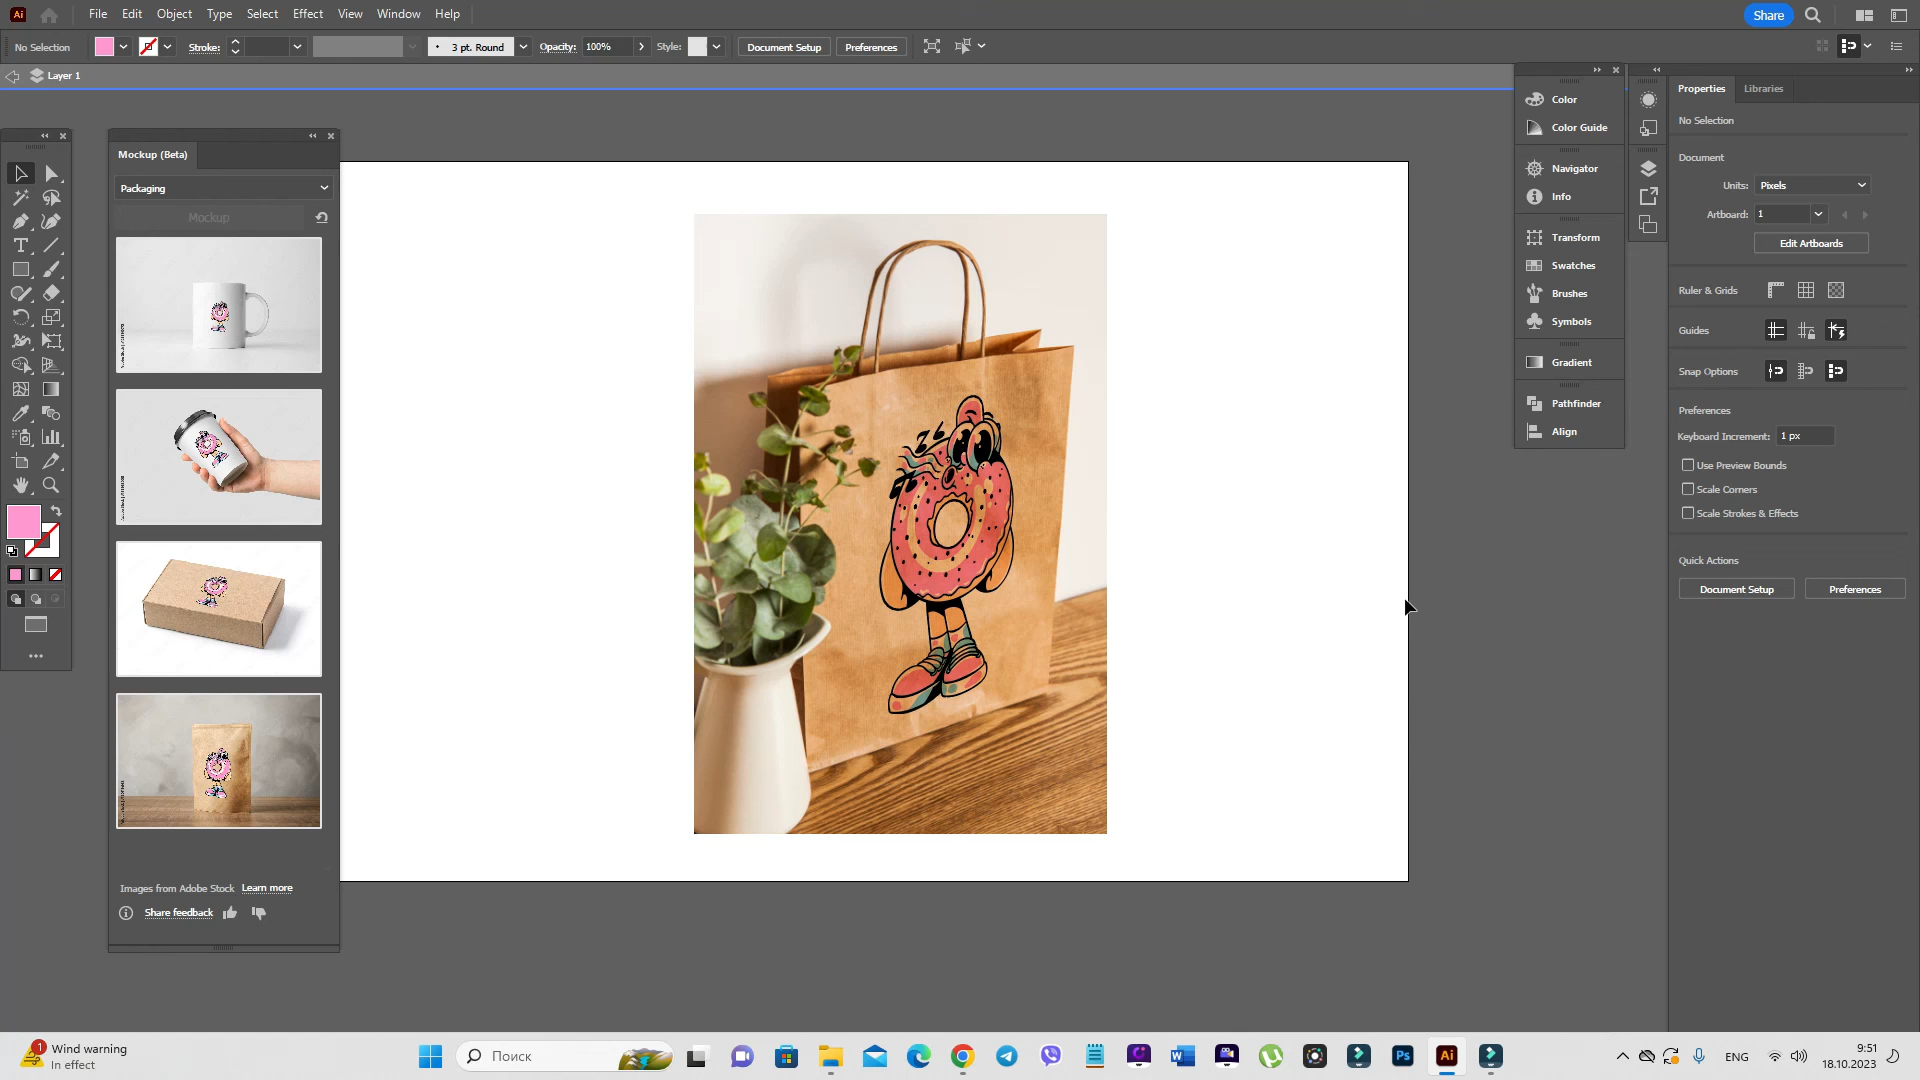 Ai
File Edit Object Type Select Effect View Window Help
Share
No Selection
Stroke:
3 pt. Round
Opacity: 100%
Style:
Document Setup
Preferences
Layer 1
Mockup (Beta)
Packaging
Mockup
Images from Adobe Stock Learn more
Share feedback
Color
Color Guide
Navigator
Info
Transform
Swatches
Brushes
Symbols
Gradient
Pathfinder
Align
Properties Libraries
No Selection
Document
Units: Pixels
Artboard: 1
Edit Artboards
Ruler & Grids
Guides
Snap Options
Preferences
Keyboard Increment: 1 px
Use Preview Bounds
Scale Corners
Scale Strokes & Effects
Quick Actions
Document Setup Preferences
1
Wind warning
In effect
Поиск
W
Ps
Ai
ENG
9:51
18.10.2023